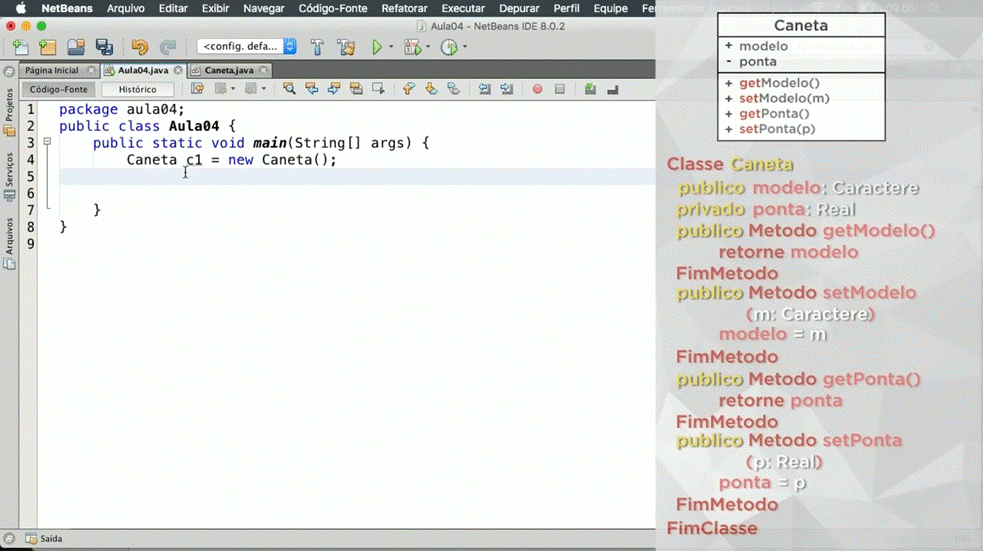 NetBeans Arquivo Editar Exibir Navegar Código-Fonte Refatorar Executar Depurar Perfil Equipe Ferramentas
Aula04 - NetBeans IDE 8.0.2
<config. defa...
Página Inicial
Aula04.java
Caneta.java
Código-Fonte
Histórico
Projetos
Serviços
Arquivos
1 package aula04;
2 public class Aula04 {
3 public static void main(String[] args) {
4 Caneta c1 = new Caneta();
5
6
7 }
8 }
9
Saída
INS
Caneta
+ modelo
- ponta
+ getModelo()
+ setModelo(m)
+ getPonta()
+ setPonta(p)
Classe Caneta
publico modelo: Caractere
privado ponta: Real
publico Metodo getModelo()
retorne modelo
FimMetodo
publico Metodo setModelo
(m: Caractere)
modelo = m
FimMetodo
publico Metodo getPonta()
retorne ponta
FimMetodo
publico Metodo setPonta
(p: Real)
ponta = p
FimMetodo
FimClasse